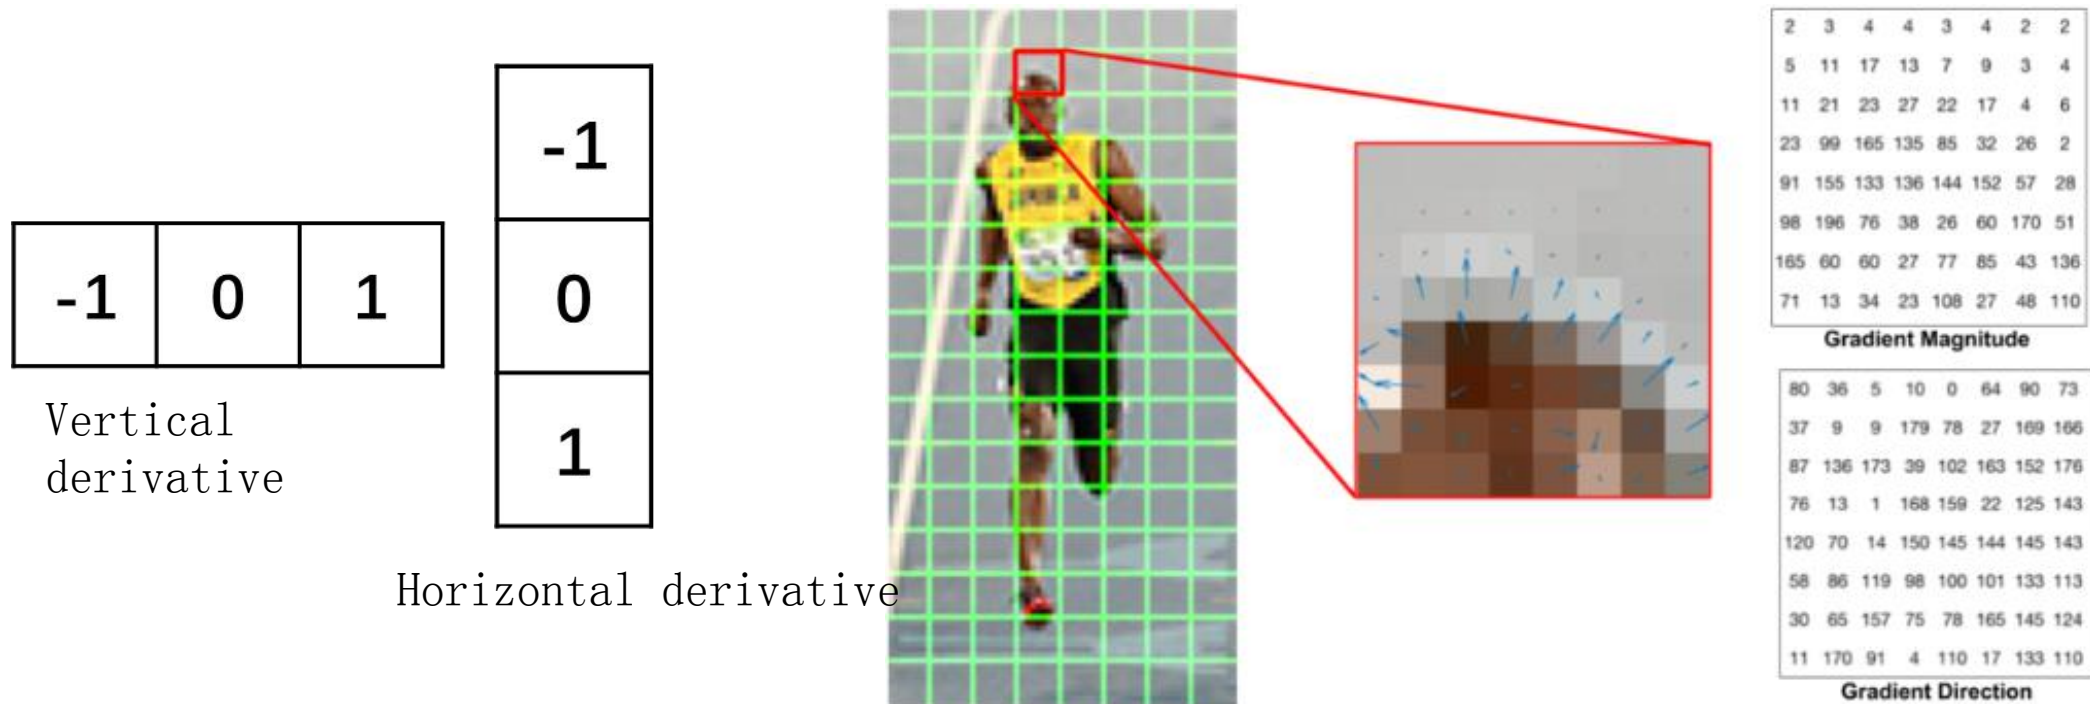 -1 0 1
Vertical
derivative
-1
0
1
Horizontal derivative
2 3 4 4 3 4 2 2
5 11 17 13 7 9 3 4
11 21 23 27 22 17 4 6
23 99 165 135 85 32 26 2
91 155 133 136 144 152 57 28
98 196 76 38 26 60 170 51
165 60 60 27 77 85 43 136
71 13 34 23 108 27 48 110
Gradient Magnitude
80 36 5 10 0 64 90 73
37 9 9 179 78 27 169 166
87 136 173 39 102 163 152 176
76 13 1 168 159 22 125 143
120 70 14 150 145 144 145 143
58 86 119 98 100 101 133 113
30 65 157 75 78 165 145 124
11 170 91 4 110 17 133 110
Gradient Direction